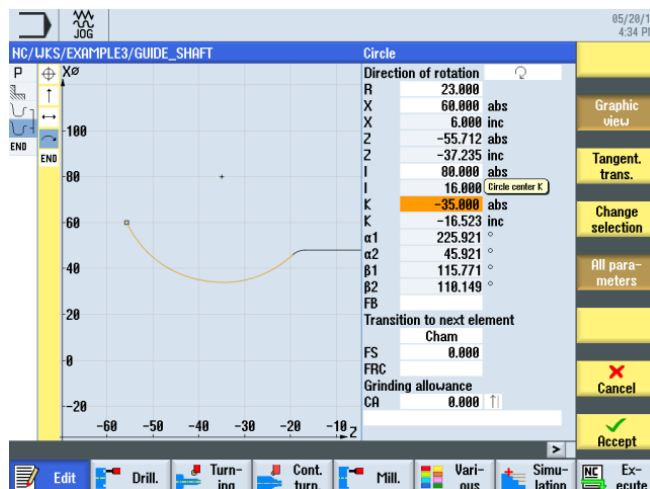 JOG
05/20/1
4:34 P
NC/WKS/EXAMPLE3/GUIDE_SHAFT
Circle
P
END
END
Xø
100
80
60
40
20
0
-20
-60 -50 -40 -30 -20 -10 Z
Direction of rotation
R 23.000
X 60.000 abs
X 6.000 inc
Z -55.712 abs
Z -37.235 inc
I 80.000 abs
I 16.000 Circle center K
K -35.000 abs
K -16.523 inc
α1 225.921 °
α2 45.921 °
β1 115.771 °
β2 110.149 °
FB
Transition to next element
Cham
FS 0.000
FRC
Grinding allowance
CA 0.000
Graphic
view
Tangent.
trans.
Change
selection
All para-
meters
Cancel
Accept
>
Edit
Drill.
Turn-
ing
Cont.
turn.
Mill.
Vari-
ous
Simu-
lation
NC
Ex-
ecute